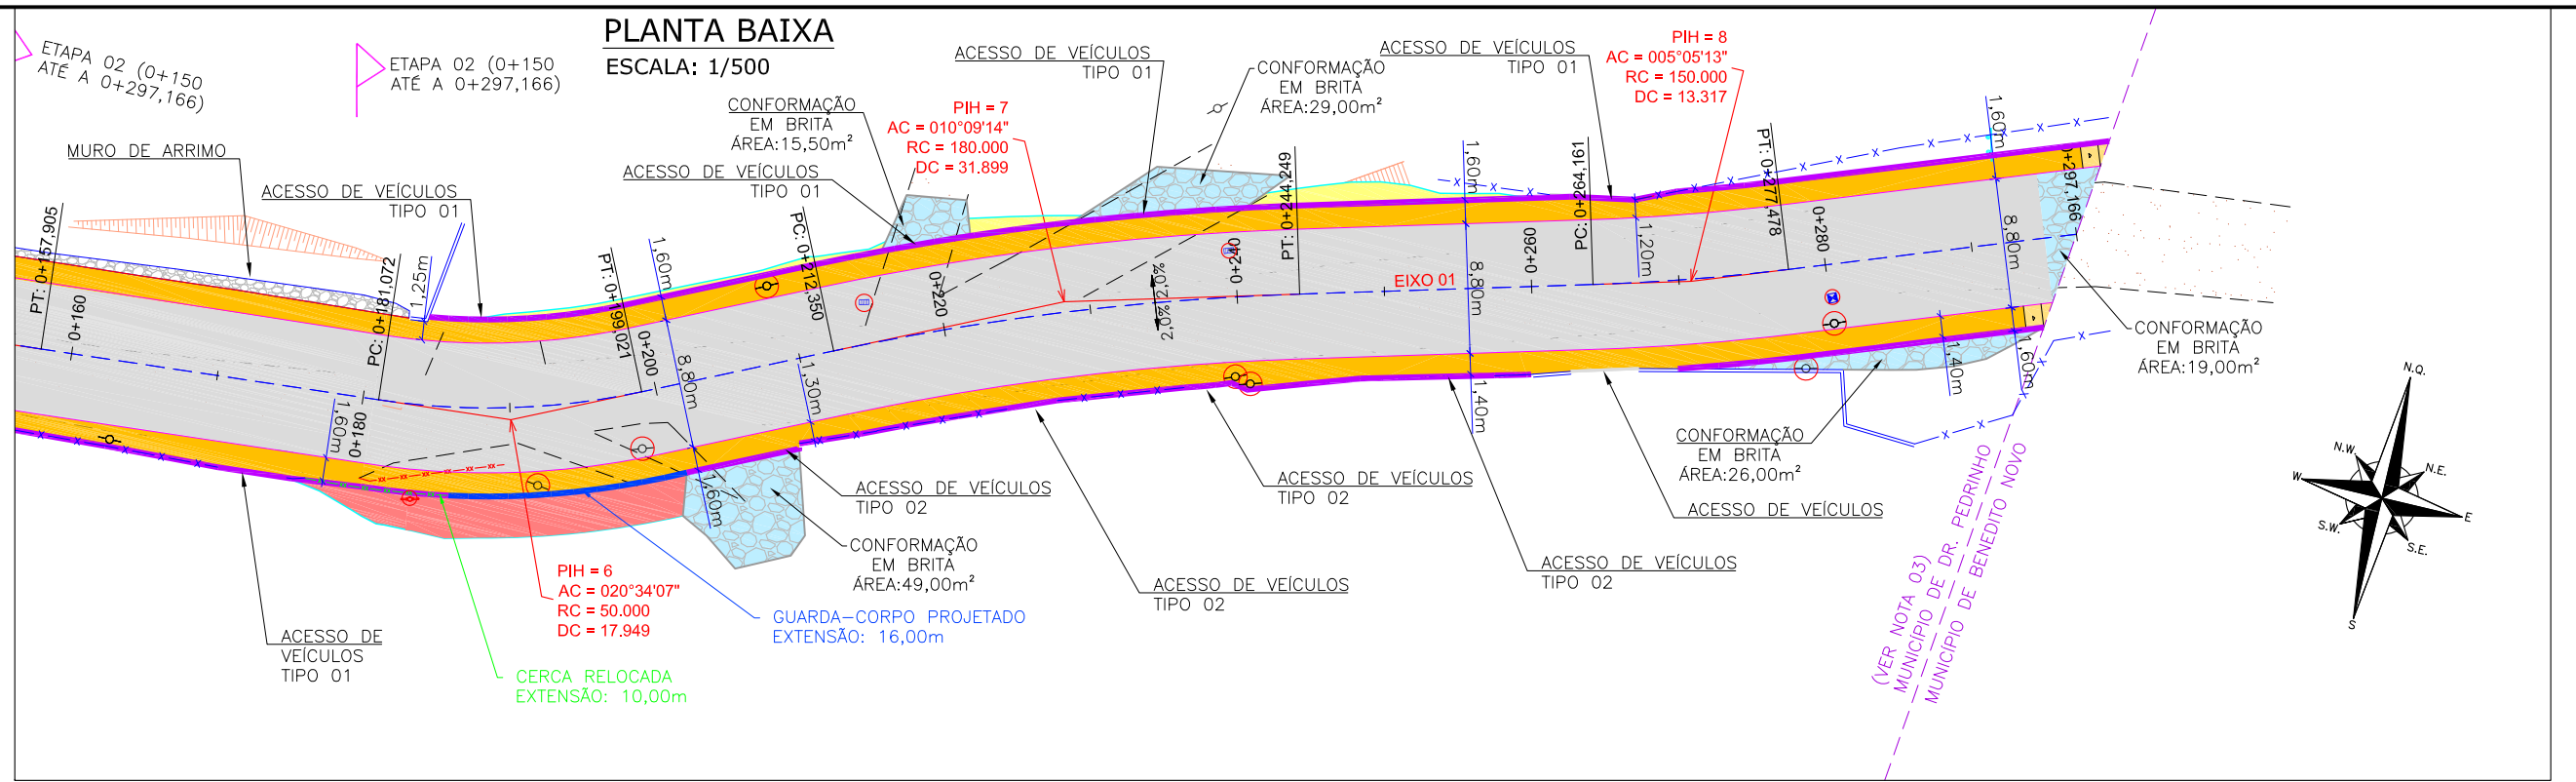 PLANTA BAIXA
ESCALA: 1/500
ETAPA 02 (0+150
ATÉ A 0+297,166)
ETAPA 02 (0+150
ATÉ A 0+297,166)
MURO DE ARRIMO
ACESSO DE VEÍCULOS
TIPO 01
CONFORMAÇÃO
EM BRITA
ÁREA:15,50m²
ACESSO DE VEÍCULOS
TIPO 01
PIH = 7
AC = 010°09'14"
RC = 180.000
DC = 31.899
ACESSO DE VEÍCULOS
TIPO 01
CONFORMAÇÃO
EM BRITA
ÁREA:29,00m²
ACESSO DE VEÍCULOS
TIPO 01
PIH = 8
AC = 005°05'13"
RC = 150.000
DC = 13.317
PT: 0+157,905
0+160
PC: 0+181,072
1,25m
1,60m
0+180
PT: 0+199,021
0+200
1,60m
8,80m
1,60m
PC: 0+212,350
1,30m
0+220
2,0%
2,0%
0+240
PT: 0+244,249
EIXO 01
1,60m
8,80m
1,40m
0+260
PC: 0+264,161
1,20m
PT: 0+277,478
0+280
1,60m
8,80m
1,60m
1,40m
0+297,166
CONFORMAÇÃO
EM BRITA
ÁREA:19,00m²
CONFORMAÇÃO
EM BRITA
ÁREA:26,00m²
ACESSO DE VEÍCULOS
ACESSO DE VEÍCULOS
TIPO 02
ACESSO DE VEÍCULOS
TIPO 02
ACESSO DE VEÍCULOS
TIPO 02
ACESSO DE VEÍCULOS
TIPO 02
CONFORMAÇÃO
EM BRITA
ÁREA:49,00m²
PIH = 6
AC = 020°34'07"
RC = 50.000
DC = 17.949
GUARDA-CORPO PROJETADO
EXTENSÃO: 16,00m
CERCA RELOCADA
EXTENSÃO: 10,00m
ACESSO DE
VEÍCULOS
TIPO 01
(VER NOTA 03)
MUNICÍPIO DE DR. PEDRINHO
MUNICÍPIO DE BENEDITO NOVO
N.Q.
N.W.
N.E.
W
E
S.W.
S.E.
S